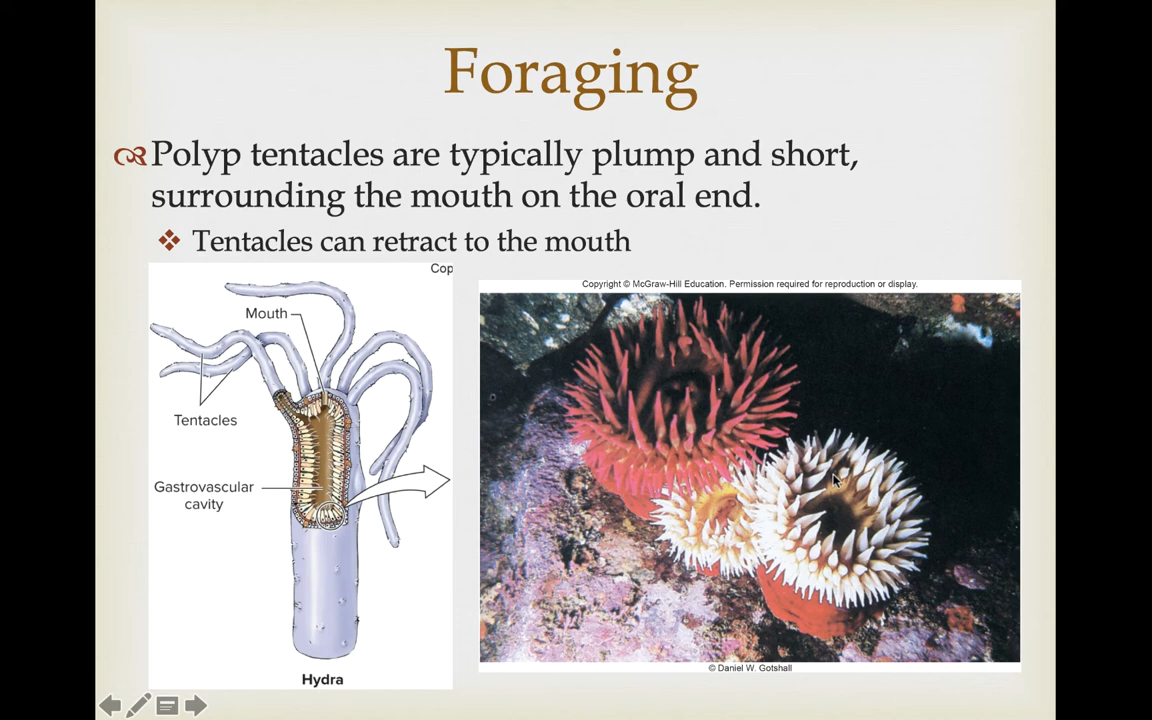 Foraging
Polyp tentacles are typically plump and short,
surrounding the mouth on the oral end.
Tentacles can retract to the mouth
Cop
Mouth
Tentacles
Gastrovascular
cavity
Hydra
Copyright © McGraw-Hill Education. Permission required for reproduction or display.
© Daniel W. Gotshall